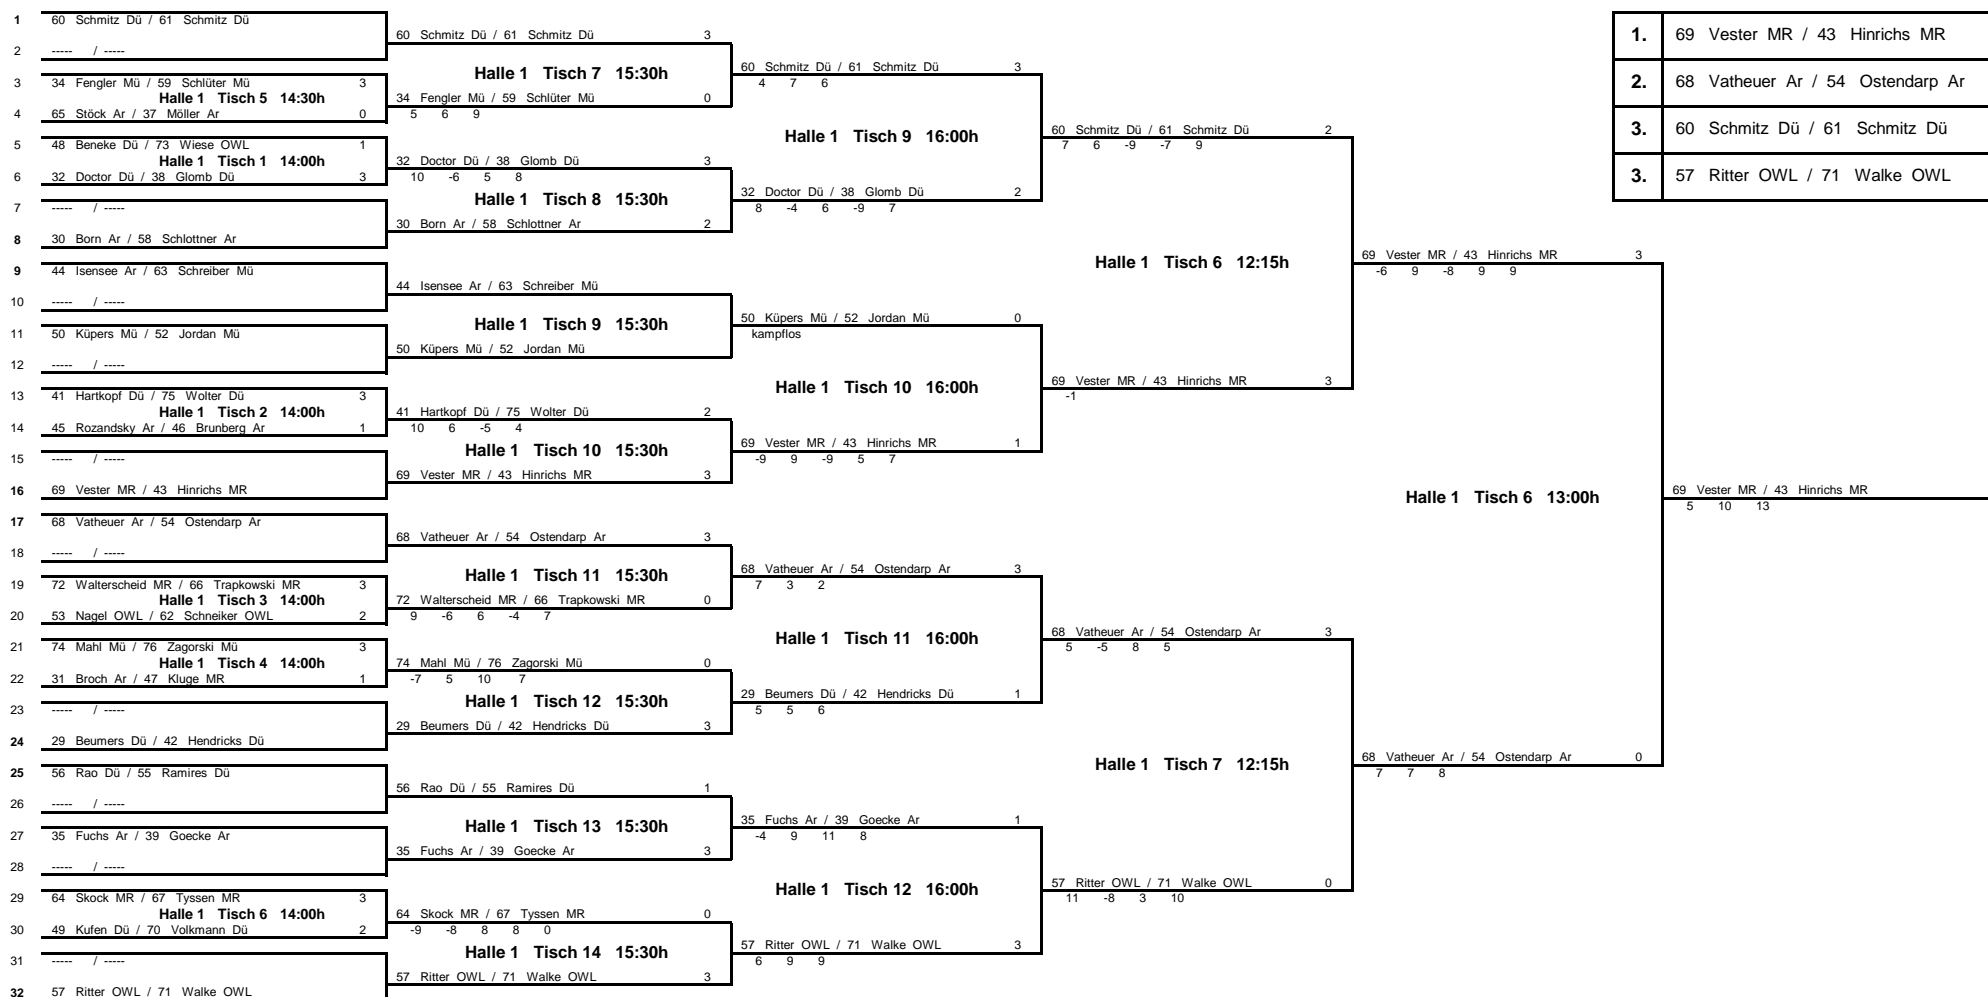 1 60 Schmitz Dü / 61 Schmitz Dü
2 ----- / -----
3 34 Fengler Mü / 59 Schlüter Mü 3
Halle 1 Tisch 5 14:30h
4 65 Stöck Ar / 37 Möller Ar 0
5 48 Beneke Dü / 73 Wiese OWL 1
Halle 1 Tisch 1 14:00h
6 32 Doctor Dü / 38 Glomb Dü 3
7 ----- / -----
8 30 Born Ar / 58 Schlottner Ar
9 44 Isensee Ar / 63 Schreiber Mü
10 ----- / -----
11 50 Küpers Mü / 52 Jordan Mü
12 ----- / -----
13 41 Hartkopf Dü / 75 Wolter Dü 3
Halle 1 Tisch 2 14:00h
14 45 Rozandsky Ar / 46 Brunberg Ar 1
15 ----- / -----
16 69 Vester MR / 43 Hinrichs MR
17 68 Vatheuer Ar / 54 Ostendarp Ar
18 ----- / -----
19 72 Walterscheid MR / 66 Trapkowski MR 3
Halle 1 Tisch 3 14:00h
20 53 Nagel OWL / 62 Schneiker OWL 2
21 74 Mahl Mü / 76 Zagorski Mü 3
Halle 1 Tisch 4 14:00h
22 31 Broch Ar / 47 Kluge MR 1
23 ----- / -----
24 29 Beumers Dü / 42 Hendricks Dü
25 56 Rao Dü / 55 Ramires Dü
26 ----- / -----
27 35 Fuchs Ar / 39 Goecke Ar
28 ----- / -----
29 64 Skock MR / 67 Tyssen MR 3
Halle 1 Tisch 6 14:00h
30 49 Kufen Dü / 70 Volkmann Dü 2
31 ----- / -----
32 57 Ritter OWL / 71 Walke OWL
60 Schmitz Dü / 61 Schmitz Dü 3
Halle 1 Tisch 7 15:30h
34 Fengler Mü / 59 Schlüter Mü 0
5 6 9
32 Doctor Dü / 38 Glomb Dü 3
10 -6 5 8
Halle 1 Tisch 8 15:30h
30 Born Ar / 58 Schlottner Ar 2
44 Isensee Ar / 63 Schreiber Mü
Halle 1 Tisch 9 15:30h
50 Küpers Mü / 52 Jordan Mü
41 Hartkopf Dü / 75 Wolter Dü 2
10 6 -5 4
Halle 1 Tisch 10 15:30h
69 Vester MR / 43 Hinrichs MR 3
68 Vatheuer Ar / 54 Ostendarp Ar 3
Halle 1 Tisch 11 15:30h
72 Walterscheid MR / 66 Trapkowski MR 0
9 -6 6 -4 7
74 Mahl Mü / 76 Zagorski Mü 0
-7 5 10 7
Halle 1 Tisch 12 15:30h
29 Beumers Dü / 42 Hendricks Dü 3
56 Rao Dü / 55 Ramires Dü 1
Halle 1 Tisch 13 15:30h
35 Fuchs Ar / 39 Goecke Ar 3
64 Skock MR / 67 Tyssen MR 0
-9 -8 8 8 0
Halle 1 Tisch 14 15:30h
57 Ritter OWL / 71 Walke OWL 3
60 Schmitz Dü / 61 Schmitz Dü 3
4 7 6
Halle 1 Tisch 9 16:00h
32 Doctor Dü / 38 Glomb Dü 2
8 -4 6 -9 7
50 Küpers Mü / 52 Jordan Mü 0
kampflos
Halle 1 Tisch 10 16:00h
69 Vester MR / 43 Hinrichs MR 1
-9 9 -9 5 7
68 Vatheuer Ar / 54 Ostendarp Ar 3
7 3 2
Halle 1 Tisch 11 16:00h
29 Beumers Dü / 42 Hendricks Dü 1
5 5 6
35 Fuchs Ar / 39 Goecke Ar 1
-4 9 11 8
Halle 1 Tisch 12 16:00h
57 Ritter OWL / 71 Walke OWL 3
6 9 9
60 Schmitz Dü / 61 Schmitz Dü 2
7 6 -9 -7 9
Halle 1 Tisch 6 12:15h
69 Vester MR / 43 Hinrichs MR 3
-1
68 Vatheuer Ar / 54 Ostendarp Ar 3
5 -5 8 5
Halle 1 Tisch 7 12:15h
57 Ritter OWL / 71 Walke OWL 0
11 -8 3 10
69 Vester MR / 43 Hinrichs MR 3
-6 9 -8 9 9
Halle 1 Tisch 6 13:00h
68 Vatheuer Ar / 54 Ostendarp Ar 0
7 7 8
69 Vester MR / 43 Hinrichs MR
5 10 13
1. 69 Vester MR / 43 Hinrichs MR
2. 68 Vatheuer Ar / 54 Ostendarp Ar
3. 60 Schmitz Dü / 61 Schmitz Dü
3. 57 Ritter OWL / 71 Walke OWL